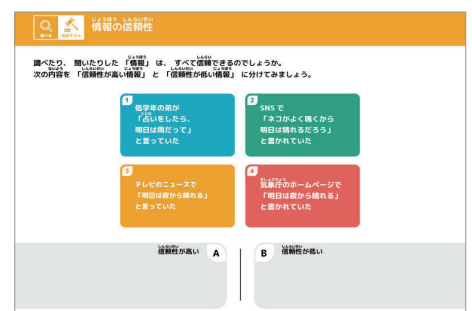 調べる
情報の信頼性
調べたり、聞いたりした「情報」は、すべて信頼できるのでしょうか。
次の内容を「信頼性が高い情報」と「信頼性が低い情報」に分けてみましょう。
1
低学年の弟が
「占いをしたら、
明日は雨だって」
と言っていた
2
SNSで
「ネコがよく鳴くから
明日は晴れるだろう」
と書かれていた
3
テレビのニュースで
「明日は夜から晴れる」
と言っていた
4
気象庁のホームページで
「明日は夜から晴れる」
と書かれていた
信頼性が高い A
B 信頼性が低い